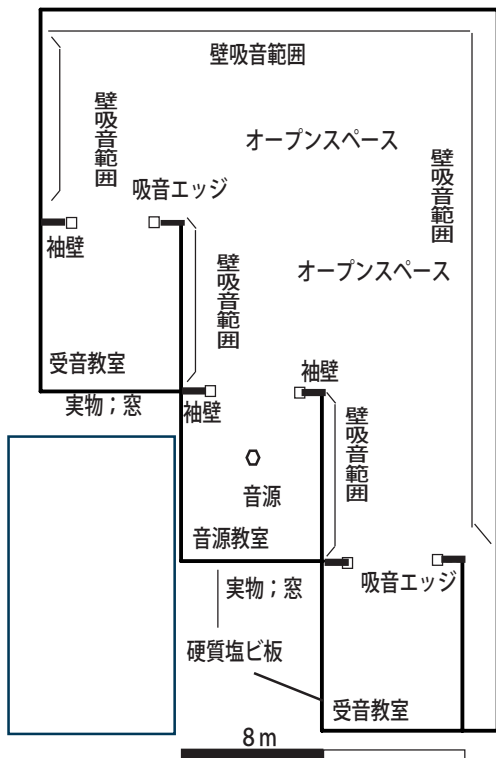 壁吸音範囲
壁吸音範囲
オープンスペース
壁吸音範囲
吸音エッジ
袖壁
壁吸音範囲
オープンスペース
受音教室
袖壁
実物；窓
袖壁
壁吸音範囲
音源
音源教室
吸音エッジ
実物；窓
硬質塩ビ板
受音教室
8m